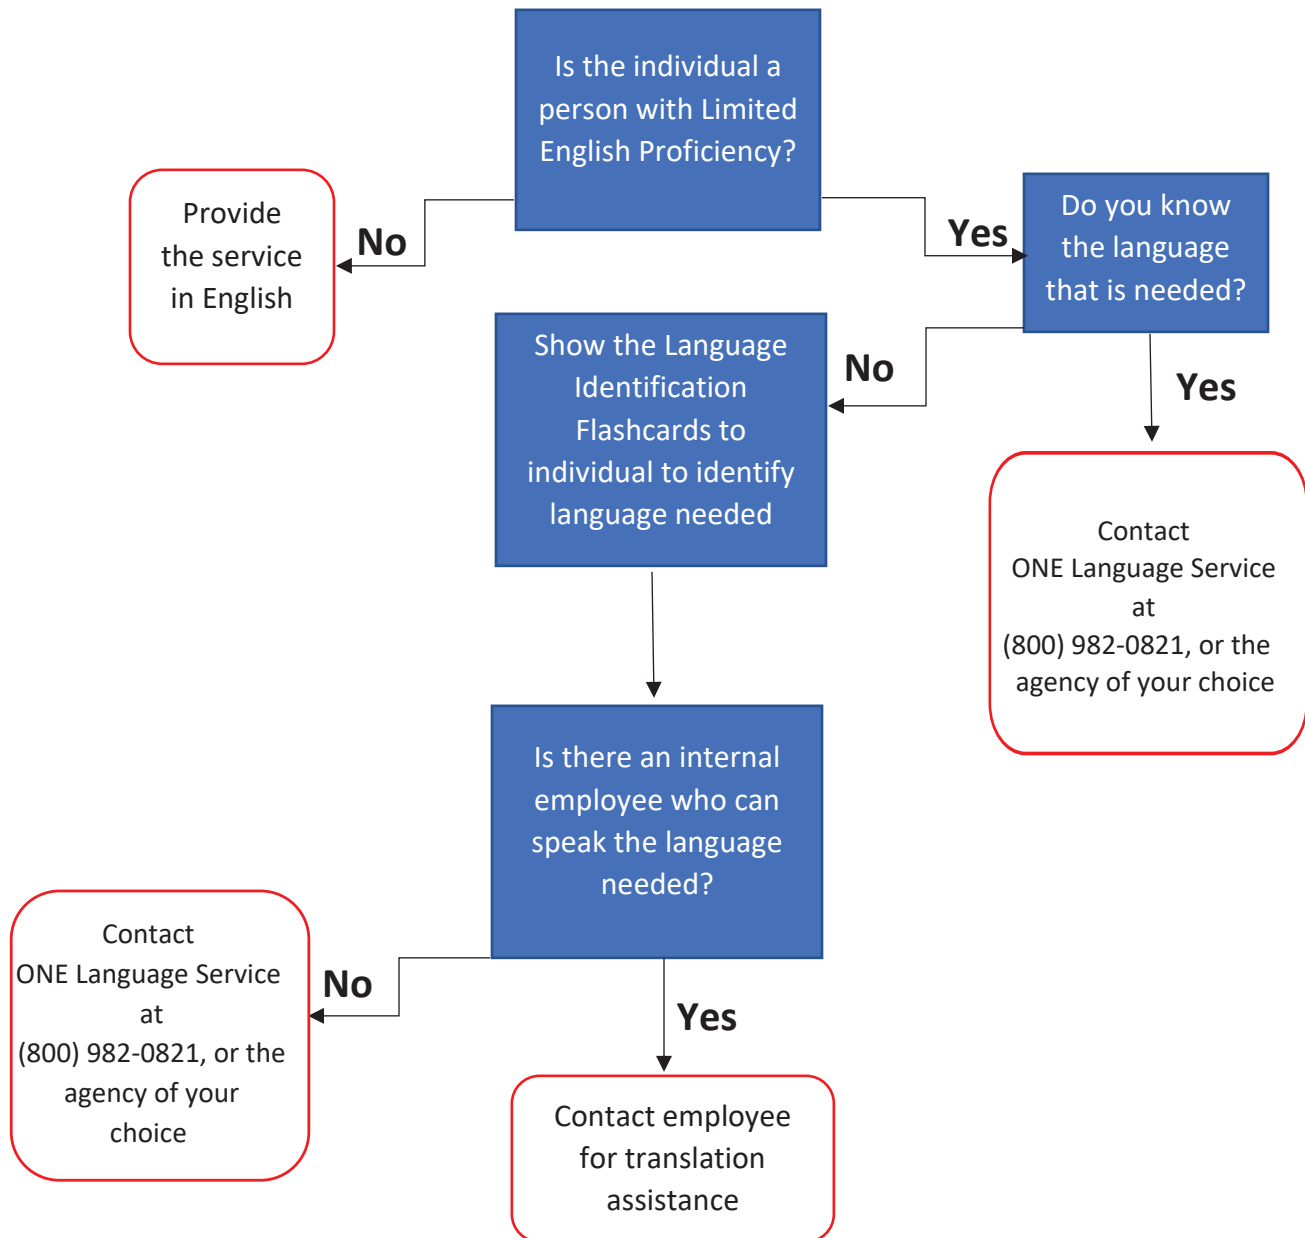 Is the individual a
person with Limited
English Proficiency?
Provide
the service
in English
No
Yes
Do you know
the language
that is needed?
Show the Language
Identification
Flashcards to
individual to identify
language needed
No
Yes
Contact
ONE Language Service
at
(800) 982-0821, or the
agency of your choice
Is there an internal
employee who can
speak the language
needed?
Contact
ONE Language Service
at
(800) 982-0821, or the
agency of your
choice
No
Yes
Contact employee
for translation
assistance